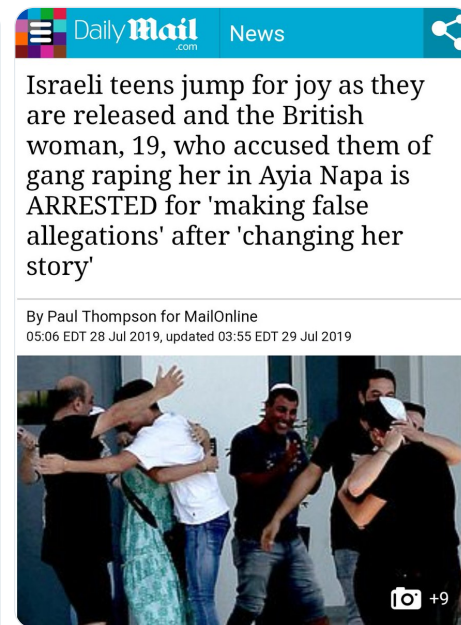 Daily Mail
.com
News
Israeli teens jump for joy as they
are released and the British
woman, 19, who accused them of
gang raping her in Ayia Napa is
ARRESTED for 'making false
allegations' after 'changing her
story'
By Paul Thompson for MailOnline
05:06 EDT 28 Jul 2019, updated 03:55 EDT 29 Jul 2019
+9